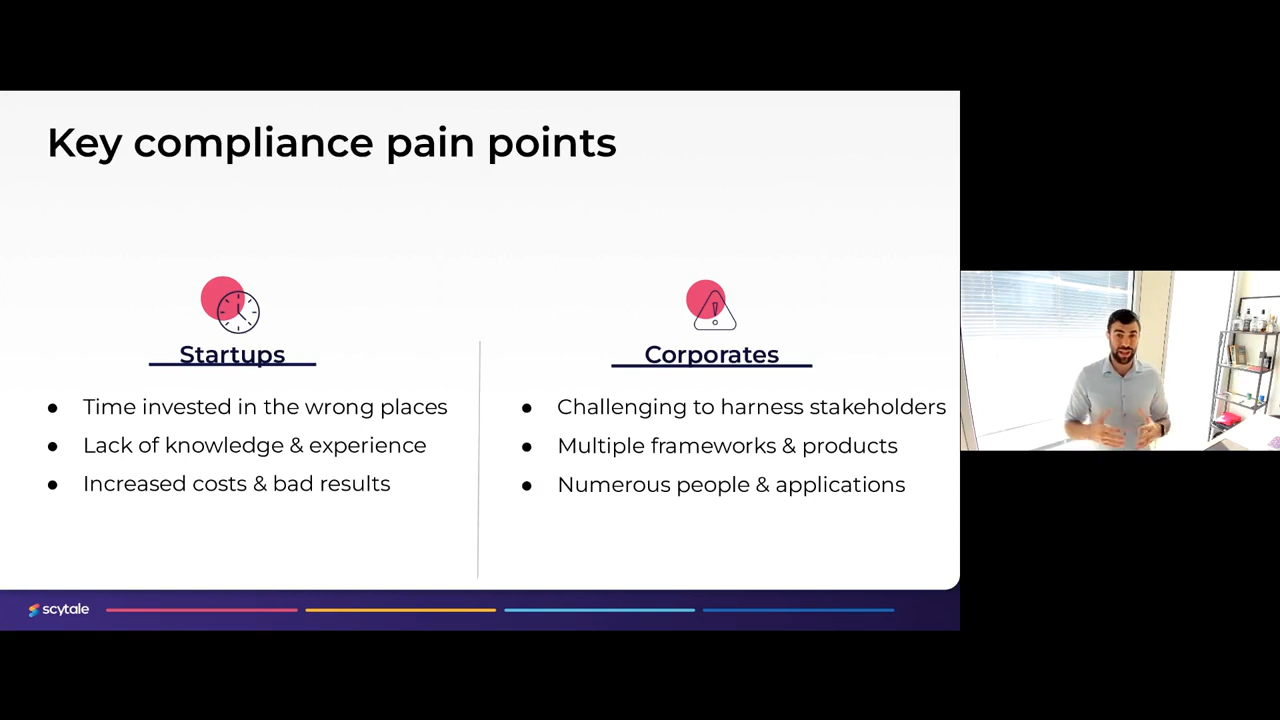 Key compliance pain points
Startups
● Time invested in the wrong places
● Lack of knowledge & experience
● Increased costs & bad results
Corporates
● Challenging to harness stakeholders
● Multiple frameworks & products
● Numerous people & applications
scytale